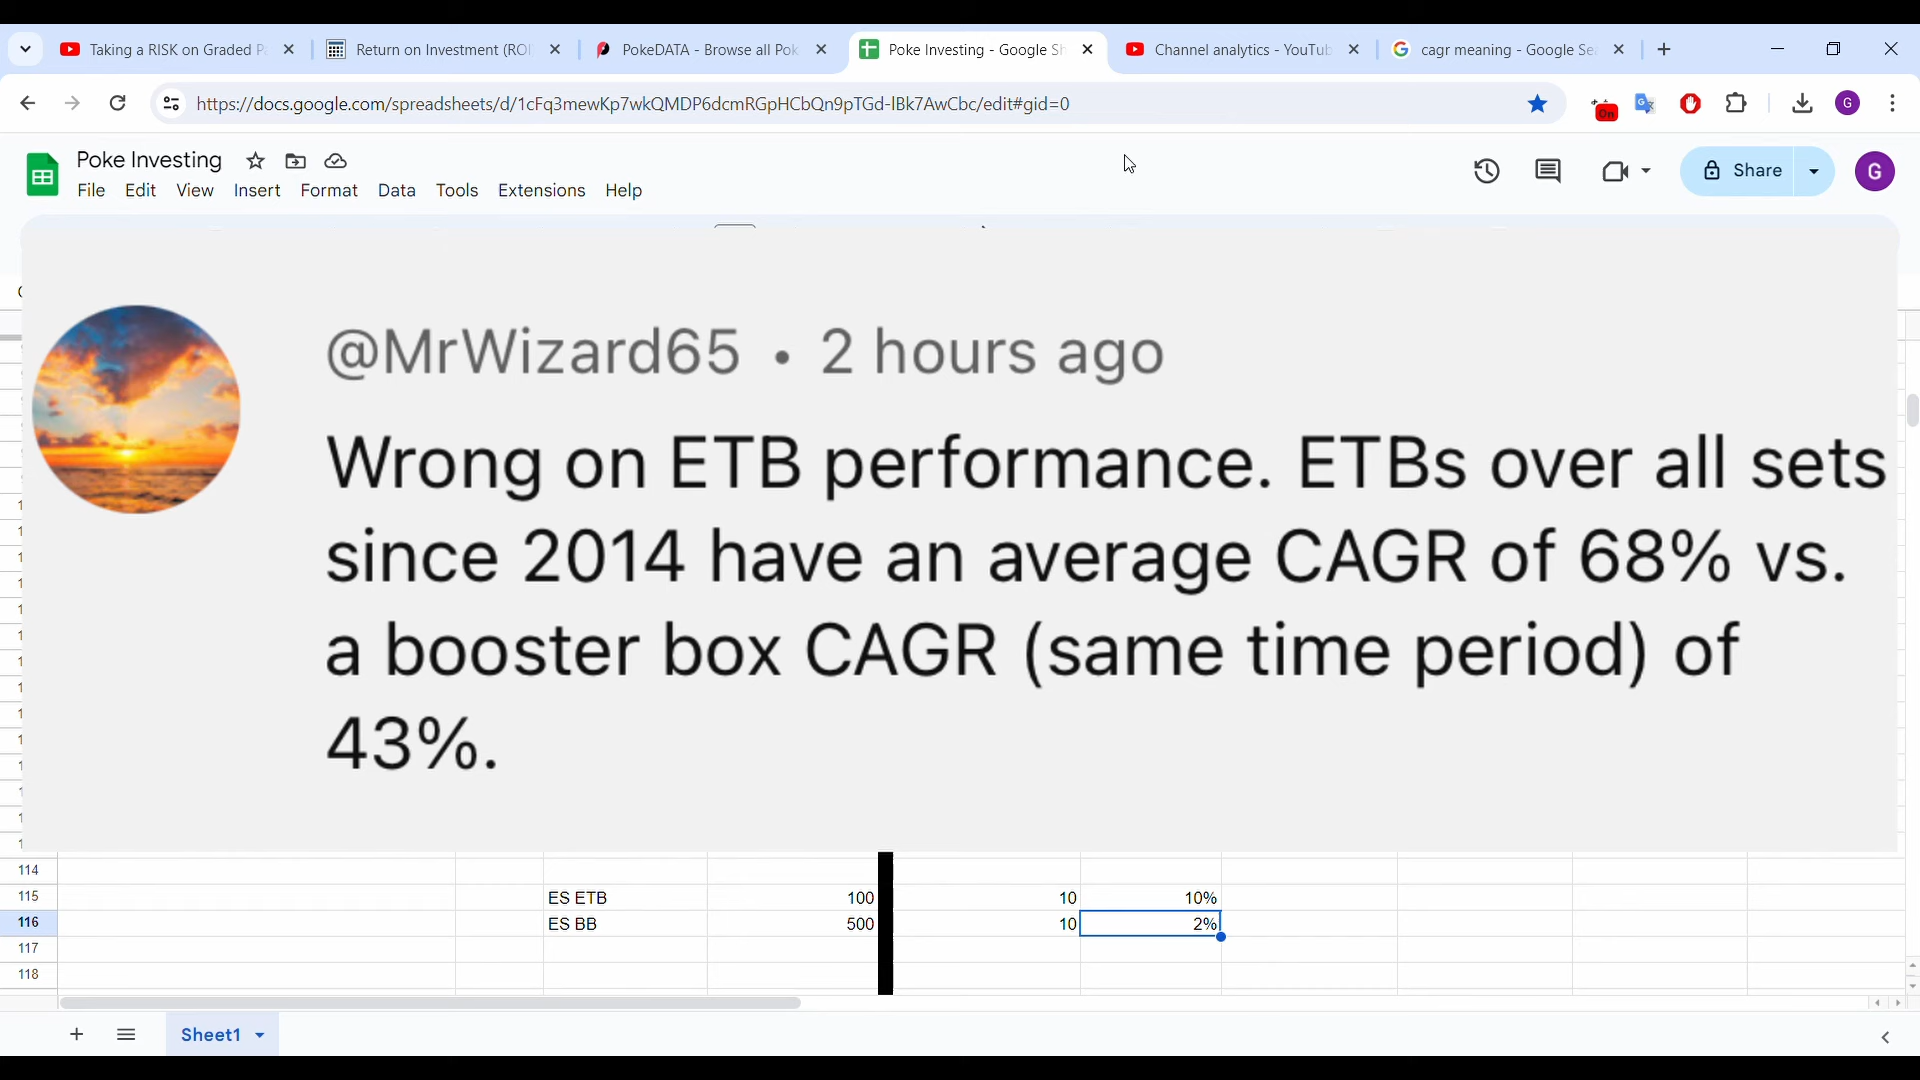 Taking a RISK on Graded P
Return on Investment (ROI
PokeDATA - Browse all Pok
Poke Investing - Google Sh
Channel analytics - YouTub
cagr meaning - Google Sea
https://docs.google.com/spreadsheets/d/1cFq3mewKp7wkQMDP6dcmRGpHCbQn9pTGd-lBk7AwCbc/edit#gid=0
On
G
Poke Investing
File Edit View Insert Format Data Tools Extensions Help
Share
G
@MrWizard65 • 2 hours ago
Wrong on ETB performance. ETBs over all sets
since 2014 have an average CAGR of 68% vs.
a booster box CAGR (same time period) of
43%.
114
115 ES ETB 100 10 10%
116 ES BB 500 10 2%
117
118
Sheet1